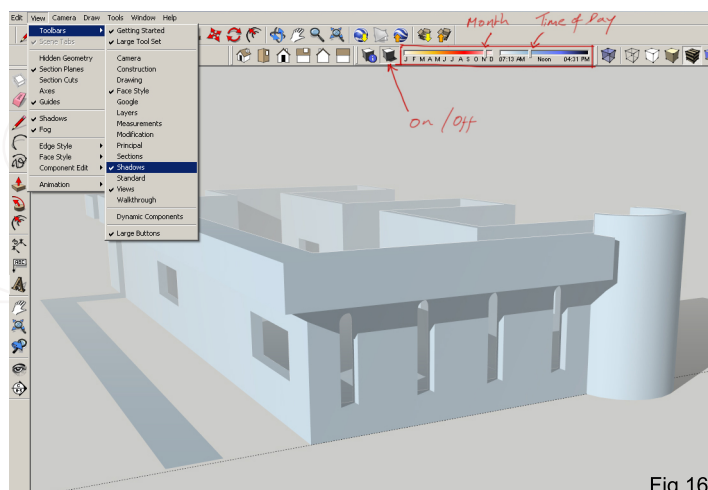 Edit View Camera Draw Tools Window Help
Month Time of Day
Toolbars
Scene Tabs
Hidden Geometry
Section Planes
Section Cuts
Axes
Guides
Shadows
Fog
Edge Style
Face Style
Component Edit
Animation
Getting Started
Large Tool Set
Camera
Construction
Drawing
Face Style
Google
Layers
Measurements
Modification
Principal
Sections
Shadows
Standard
Views
Walkthrough
Dynamic Components
Large Buttons
J F M A M J J A S O N D 07:13 AM Noon 04:31 PM
on/off
ABC
Fig 16